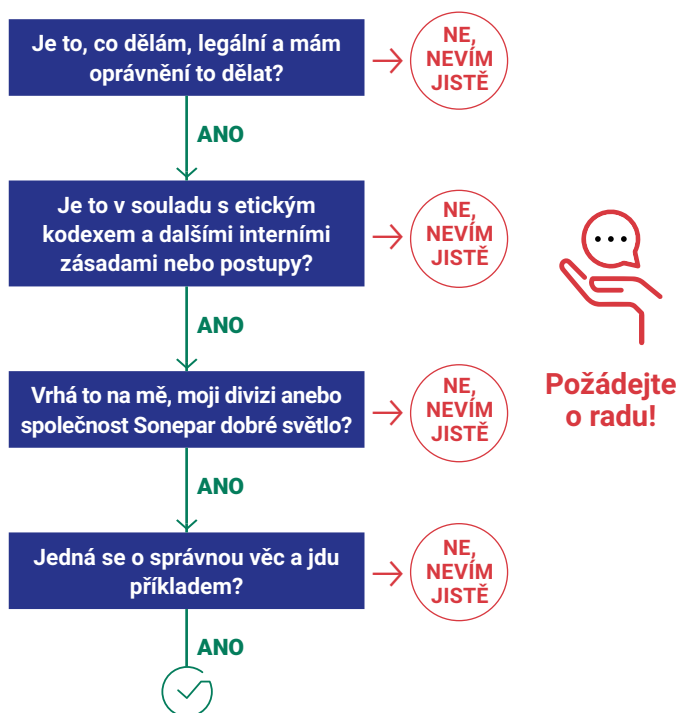 Je to, co dělám, legální a mám
oprávnění to dělat?
NE,
NEVÍM
JISTĚ
ANO
Je to v souladu s etickým
kodexem a dalšími interní
zásadami nebo postupy?
NE,
NEVÍM
JISTĚ
ANO
Vrhá to na mě, moji divizi anebo
společnost Sonepar dobré světlo?
NE,
NEVÍM
JISTĚ
Požádejte
o radu!
ANO
Jedná se o správnou věc a jdu
příkladem?
NE,
NEVÍM
JISTĚ
ANO